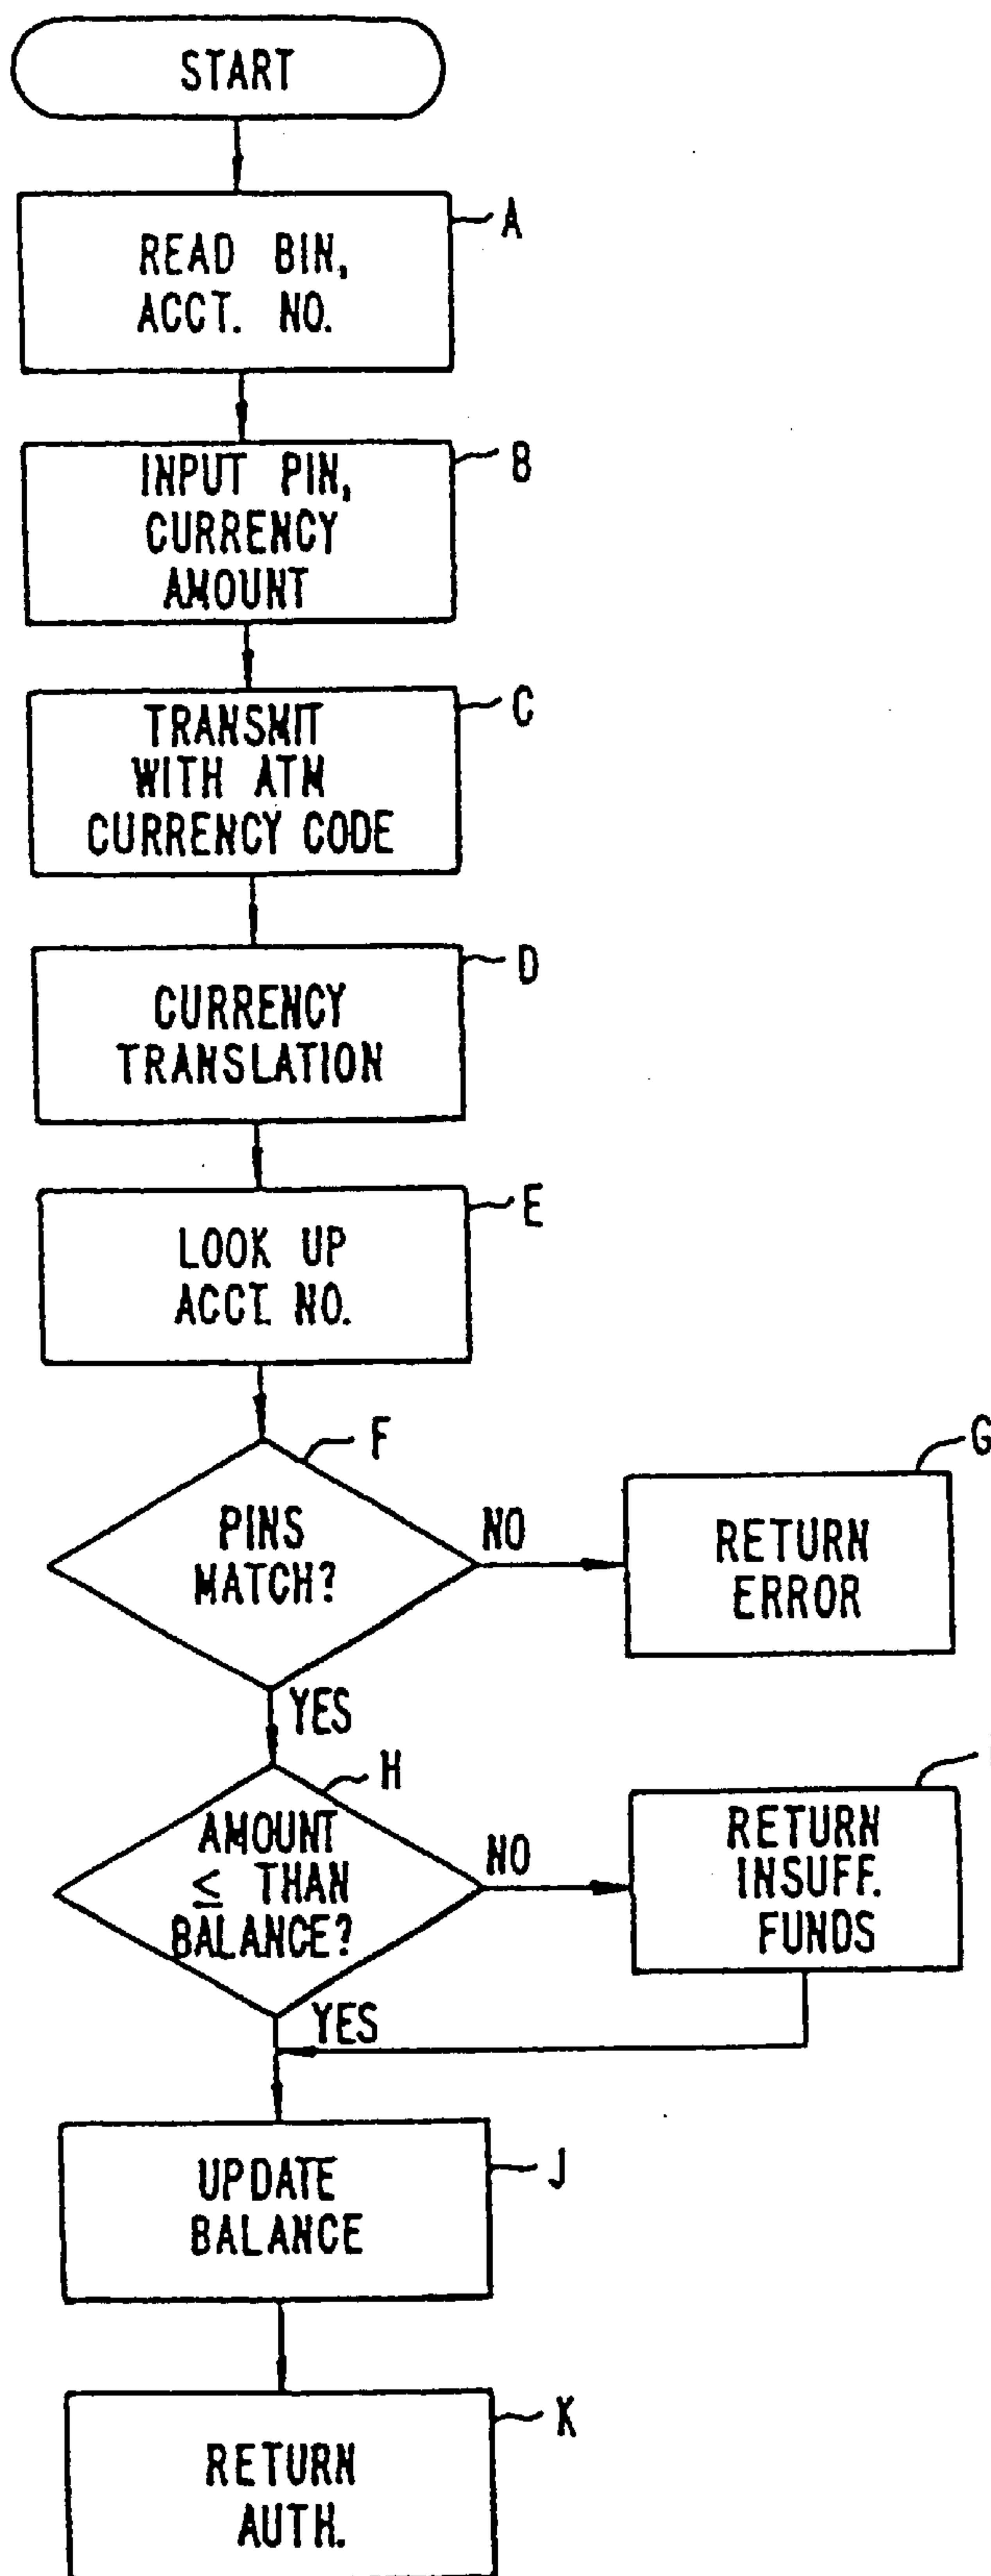 START
A
READ BIN,
ACCT. NO.
B
INPUT PIN,
CURRENCY
AMOUNT
C
TRANSMIT
WITH ATM
CURRENCY CODE
D
CURRENCY
TRANSLATION
E
LOOK UP
ACCT. NO.
F
PINS
MATCH?
NO
G
RETURN
ERROR
YES
H
AMOUNT
≤ THAN
BALANCE?
NO
RETURN
INSUFF.
FUNDS
YES
J
UPDATE
BALANCE
K
RETURN
AUTH.